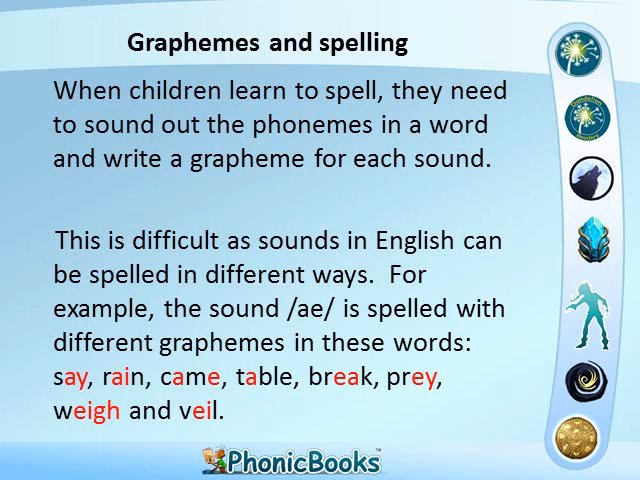 Graphemes and spelling
When children learn to spell, they need
to sound out the phonemes in a word
and write a grapheme for each sound.
This is difficult as sounds in English can
be spelled in different ways. For
example, the sound /ae/ is spelled with
different graphemes in these words:
say, rain, came, table, break, prey,
weigh and veil.
PhonicBooks™
Dandelion
Readers